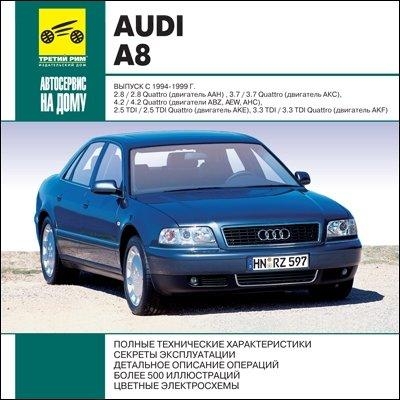 ТРЕТИЙ РИМ
ИЗДАТЕЛЬСКИЙ ДОМ
АВТОСЕРВИС
НА ДОМУ
AUDI
A8
ВЫПУСК С 1994-1999 Г.
2.8 / 2.8 Quattro (двигатель AAH) , 3.7 / 3.7 Quattro (двигатель AKC),
4.2 / 4.2 Quattro (двигатели ABZ, AEW, AHC),
2.5 TDI / 2.5 TDI Quattro (двигатель AKE), 3.3 TDI / 3.3 TDI Quattro (двигатель AKF)
HN RZ 597
ПОЛНЫЕ ТЕХНИЧЕСКИЕ ХАРАКТЕРИСТИКИ
СЕКРЕТЫ ЭКСПЛУАТАЦИИ
ДЕТАЛЬНОЕ ОПИСАНИЕ ОПЕРАЦИЙ
БОЛЕЕ 500 ИЛЛЮСТРАЦИЙ
ЦВЕТНЫЕ ЭЛЕКТРОСХЕМЫ